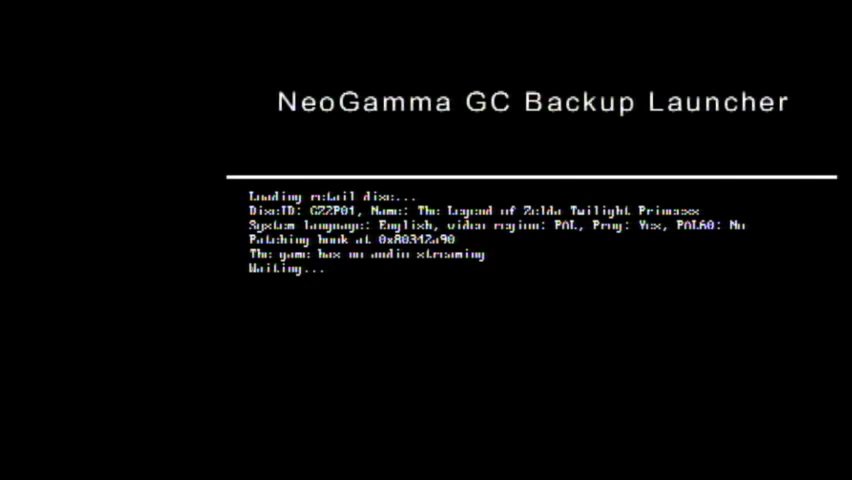 NeoGamma GC Backup Launcher
Loading retail disc...
DiscID: GZ2P01, Name: The Legend of Zelda Twilight Princess
System language: English, video region: PAL, Prog: Yes, PAL60: No
Patching hook at 0x80342a90
The game has no audio streaming
Waiting...